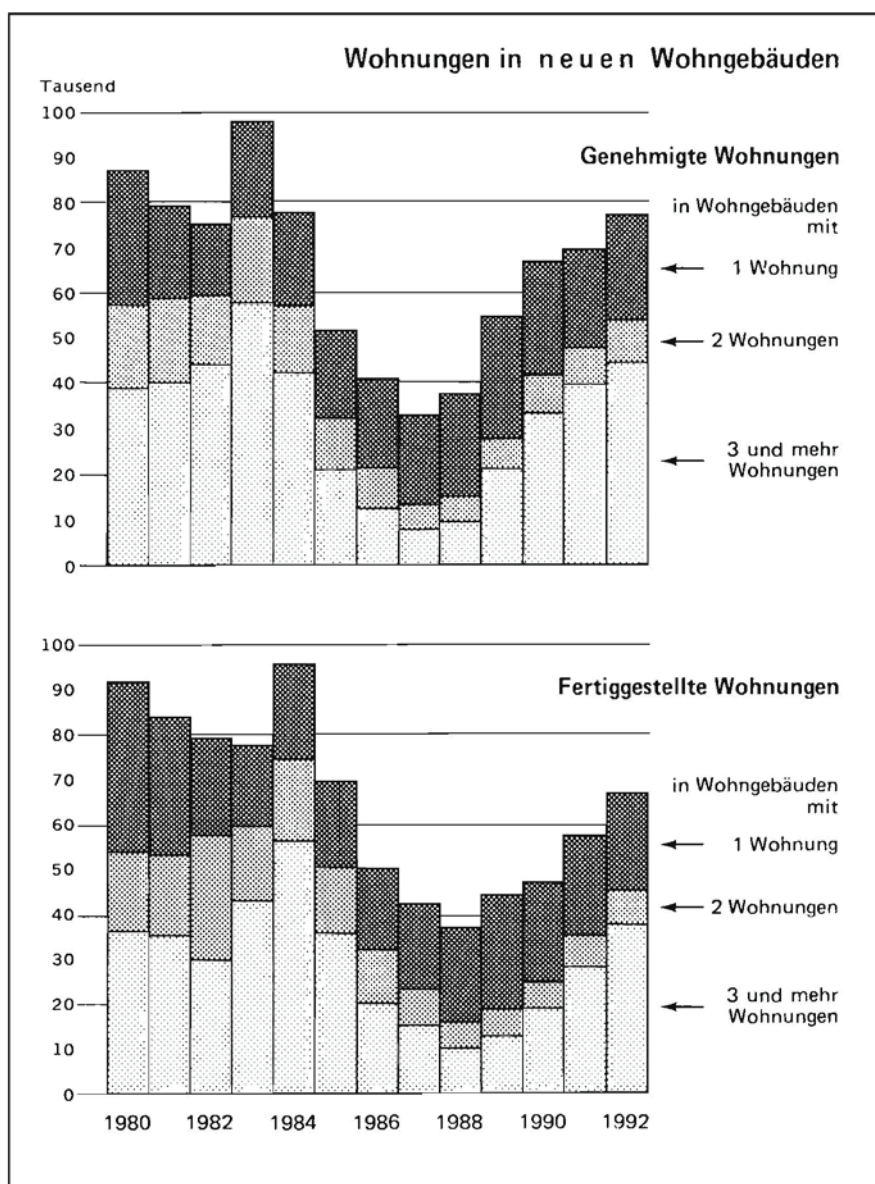 Wohnungen in neuen Wohngebäuden
Tausend
100
90
80
70
60
50
40
30
20
10
0
Genehmigte Wohnungen
in Wohngebäuden
mit
1 Wohnung
2 Wohnungen
3 und mehr
Wohnungen
100
90
80
70
60
50
40
30
20
10
0
Fertiggestellte Wohnungen
in Wohngebäuden
mit
1 Wohnung
2 Wohnungen
3 und mehr
Wohnungen
1980 1982 1984 1986 1988 1990 1992